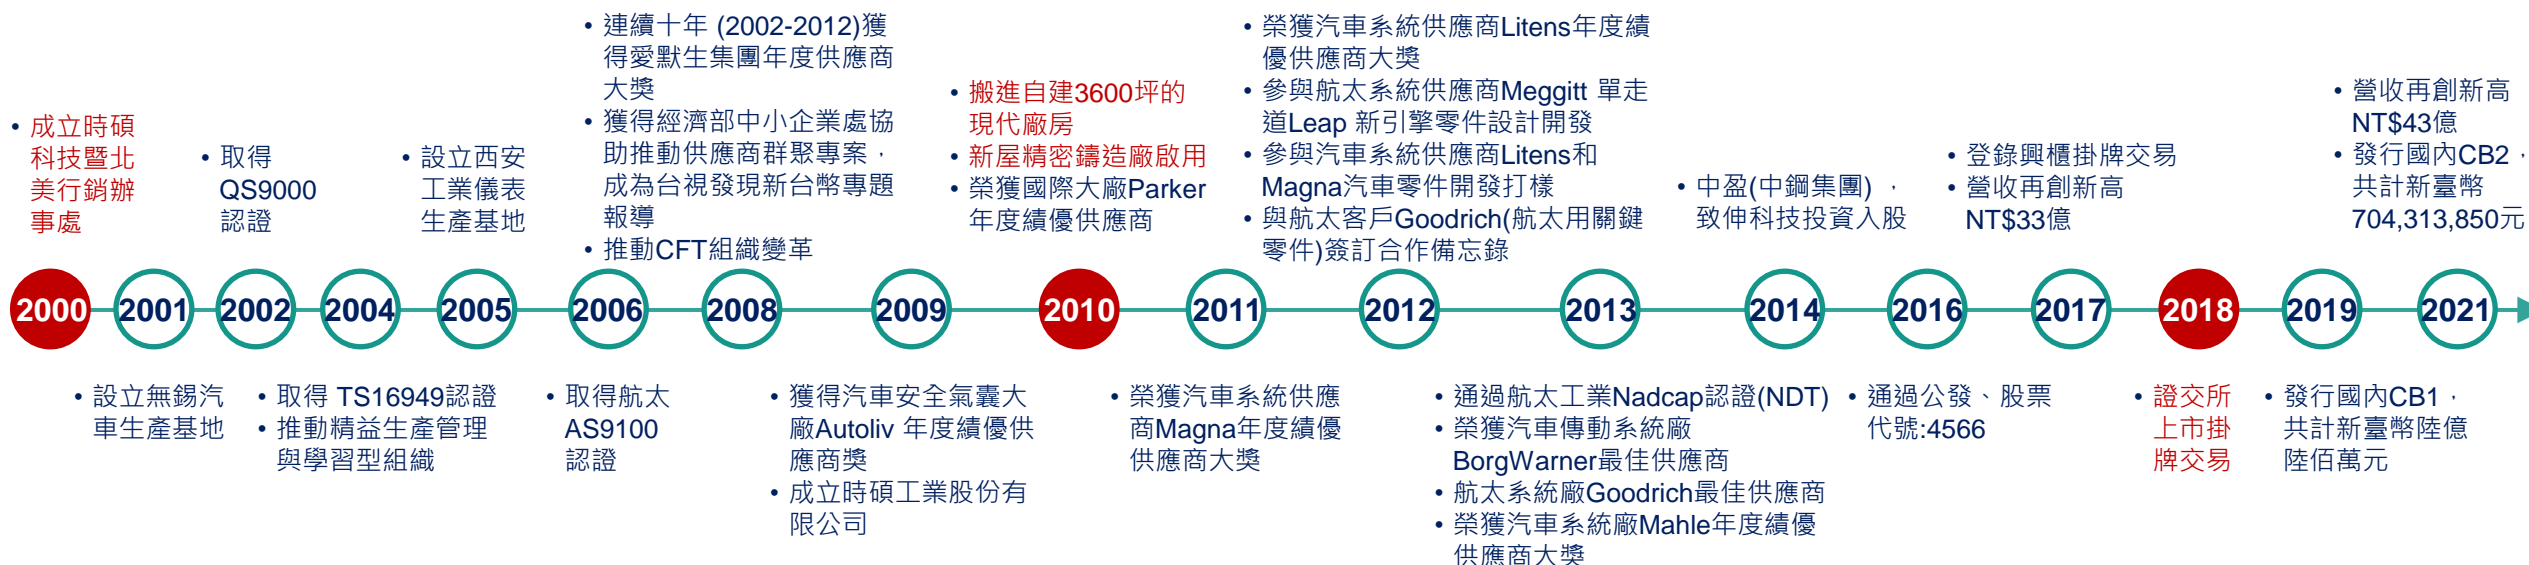 • 成立時碩
科技暨北
美行銷辦
事處
• 取得
QS9000
認證
• 設立西安
工業儀表
生產基地
• 連續十年 (2002-2012)獲
得愛默生集團年度供應商
大獎
• 獲得經濟部中小企業處協
助推動供應商群聚專案，
成為台視發現新台幣專題
報導
• 推動CFT組織變革
• 搬進自建3600坪的
現代廠房
• 新屋精密鑄造廠啟用
• 榮獲國際大廠Parker
年度績優供應商
• 榮獲汽車系統供應商Litens年度績
優供應商大獎
• 參與航太系統供應商Meggitt 單走
道Leap 新引擎零件設計開發
• 參與汽車系統供應商Litens和
Magna汽車零件開發打樣
• 與航太客戶Goodrich(航太用關鍵
零件)簽訂合作備忘錄
• 中盈(中鋼集團) ，
致伸科技投資入股
• 登錄興櫃掛牌交易
• 營收再創新高
NT$33億
• 營收再創新高
NT$43億
• 發行國內CB2，
共計新臺幣
704,313,850元
2000 2001 2002 2004 2005 2006 2008 2009 2010 2011 2012 2013 2014 2016 2017 2018 2019 2021
• 設立無錫汽
車生產基地
• 取得 TS16949認證
• 推動精益生產管理
與學習型組織
• 取得航太
AS9100
認證
• 獲得汽車安全氣囊大
廠Autoliv 年度績優供
應商獎
• 成立時碩工業股份有
限公司
• 榮獲汽車系統供應
商Magna年度績優
供應商大獎
• 通過航太工業Nadcap認證(NDT)
• 榮獲汽車傳動系統廠
BorgWarner最佳供應商
• 航太系統廠Goodrich最佳供應商
• 榮獲汽車系統廠Mahle年度績優
供應商大獎
• 通過公發、股票
代號:4566
• 證交所
上市掛
牌交易
• 發行國內CB1，
共計新臺幣陸億
陸佰萬元